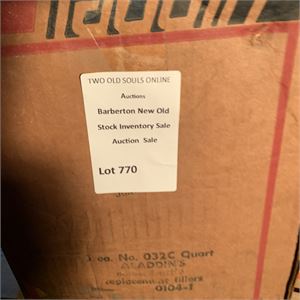 TWO OLD SOULS ONLINE
Auctions
Barberton New Old
Stock Inventory Sale
Auction Sale
Lot 770
ea. No. 032C Quart
ALADDIN'S
replacement fillers
0104-1